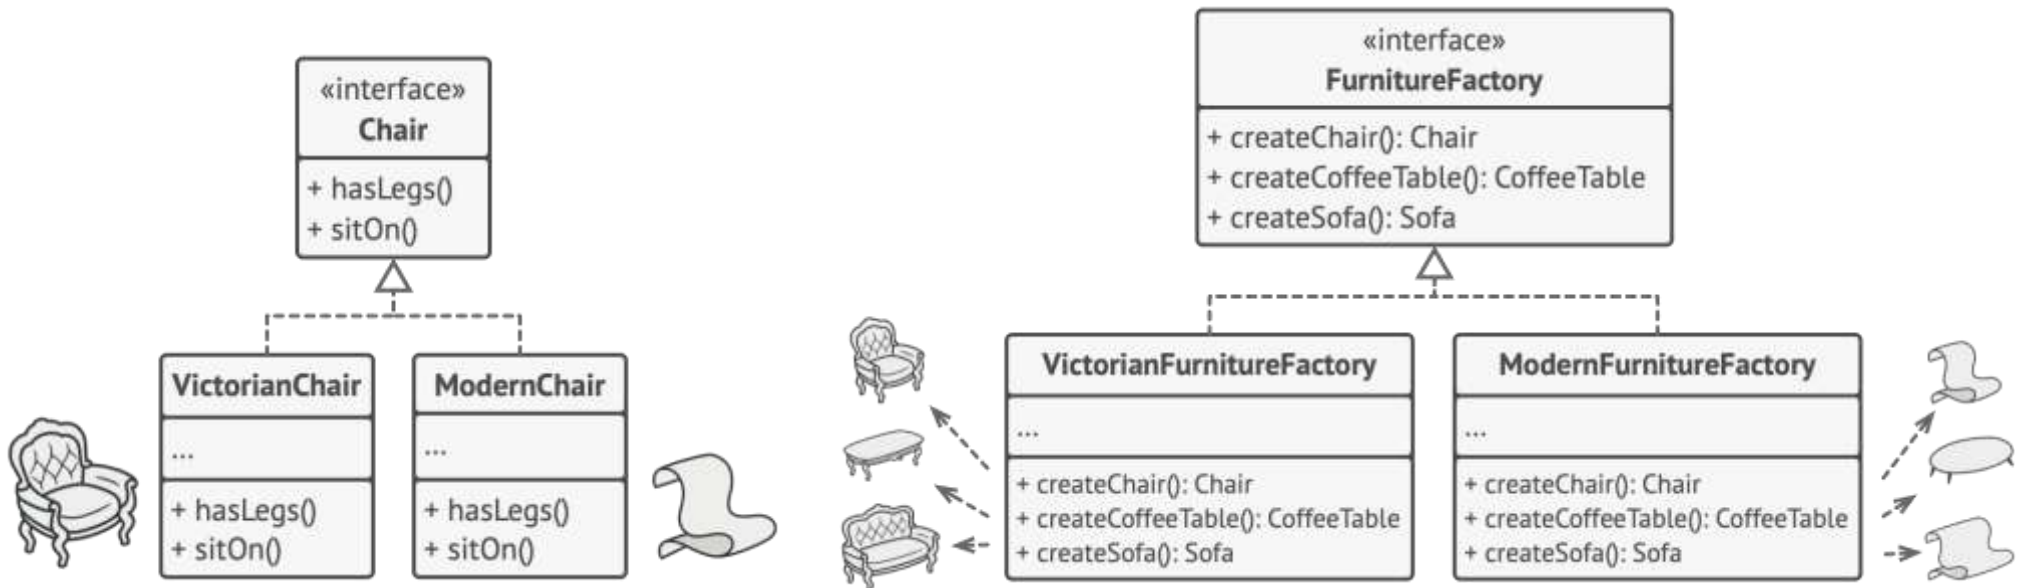 «interface»
Chair
+ hasLegs()
+ sitOn()
VictorianChair
...
+ hasLegs()
+ sitOn()
ModernChair
...
+ hasLegs()
+ sitOn()
«interface»
FurnitureFactory
+ createChair(): Chair
+ createCoffeeTable(): CoffeeTable
+ createSofa(): Sofa
VictorianFurnitureFactory
...
+ createChair(): Chair
+ createCoffeeTable(): CoffeeTable
+ createSofa(): Sofa
ModernFurnitureFactory
...
+ createChair(): Chair
+ createCoffeeTable(): CoffeeTable
+ createSofa(): Sofa